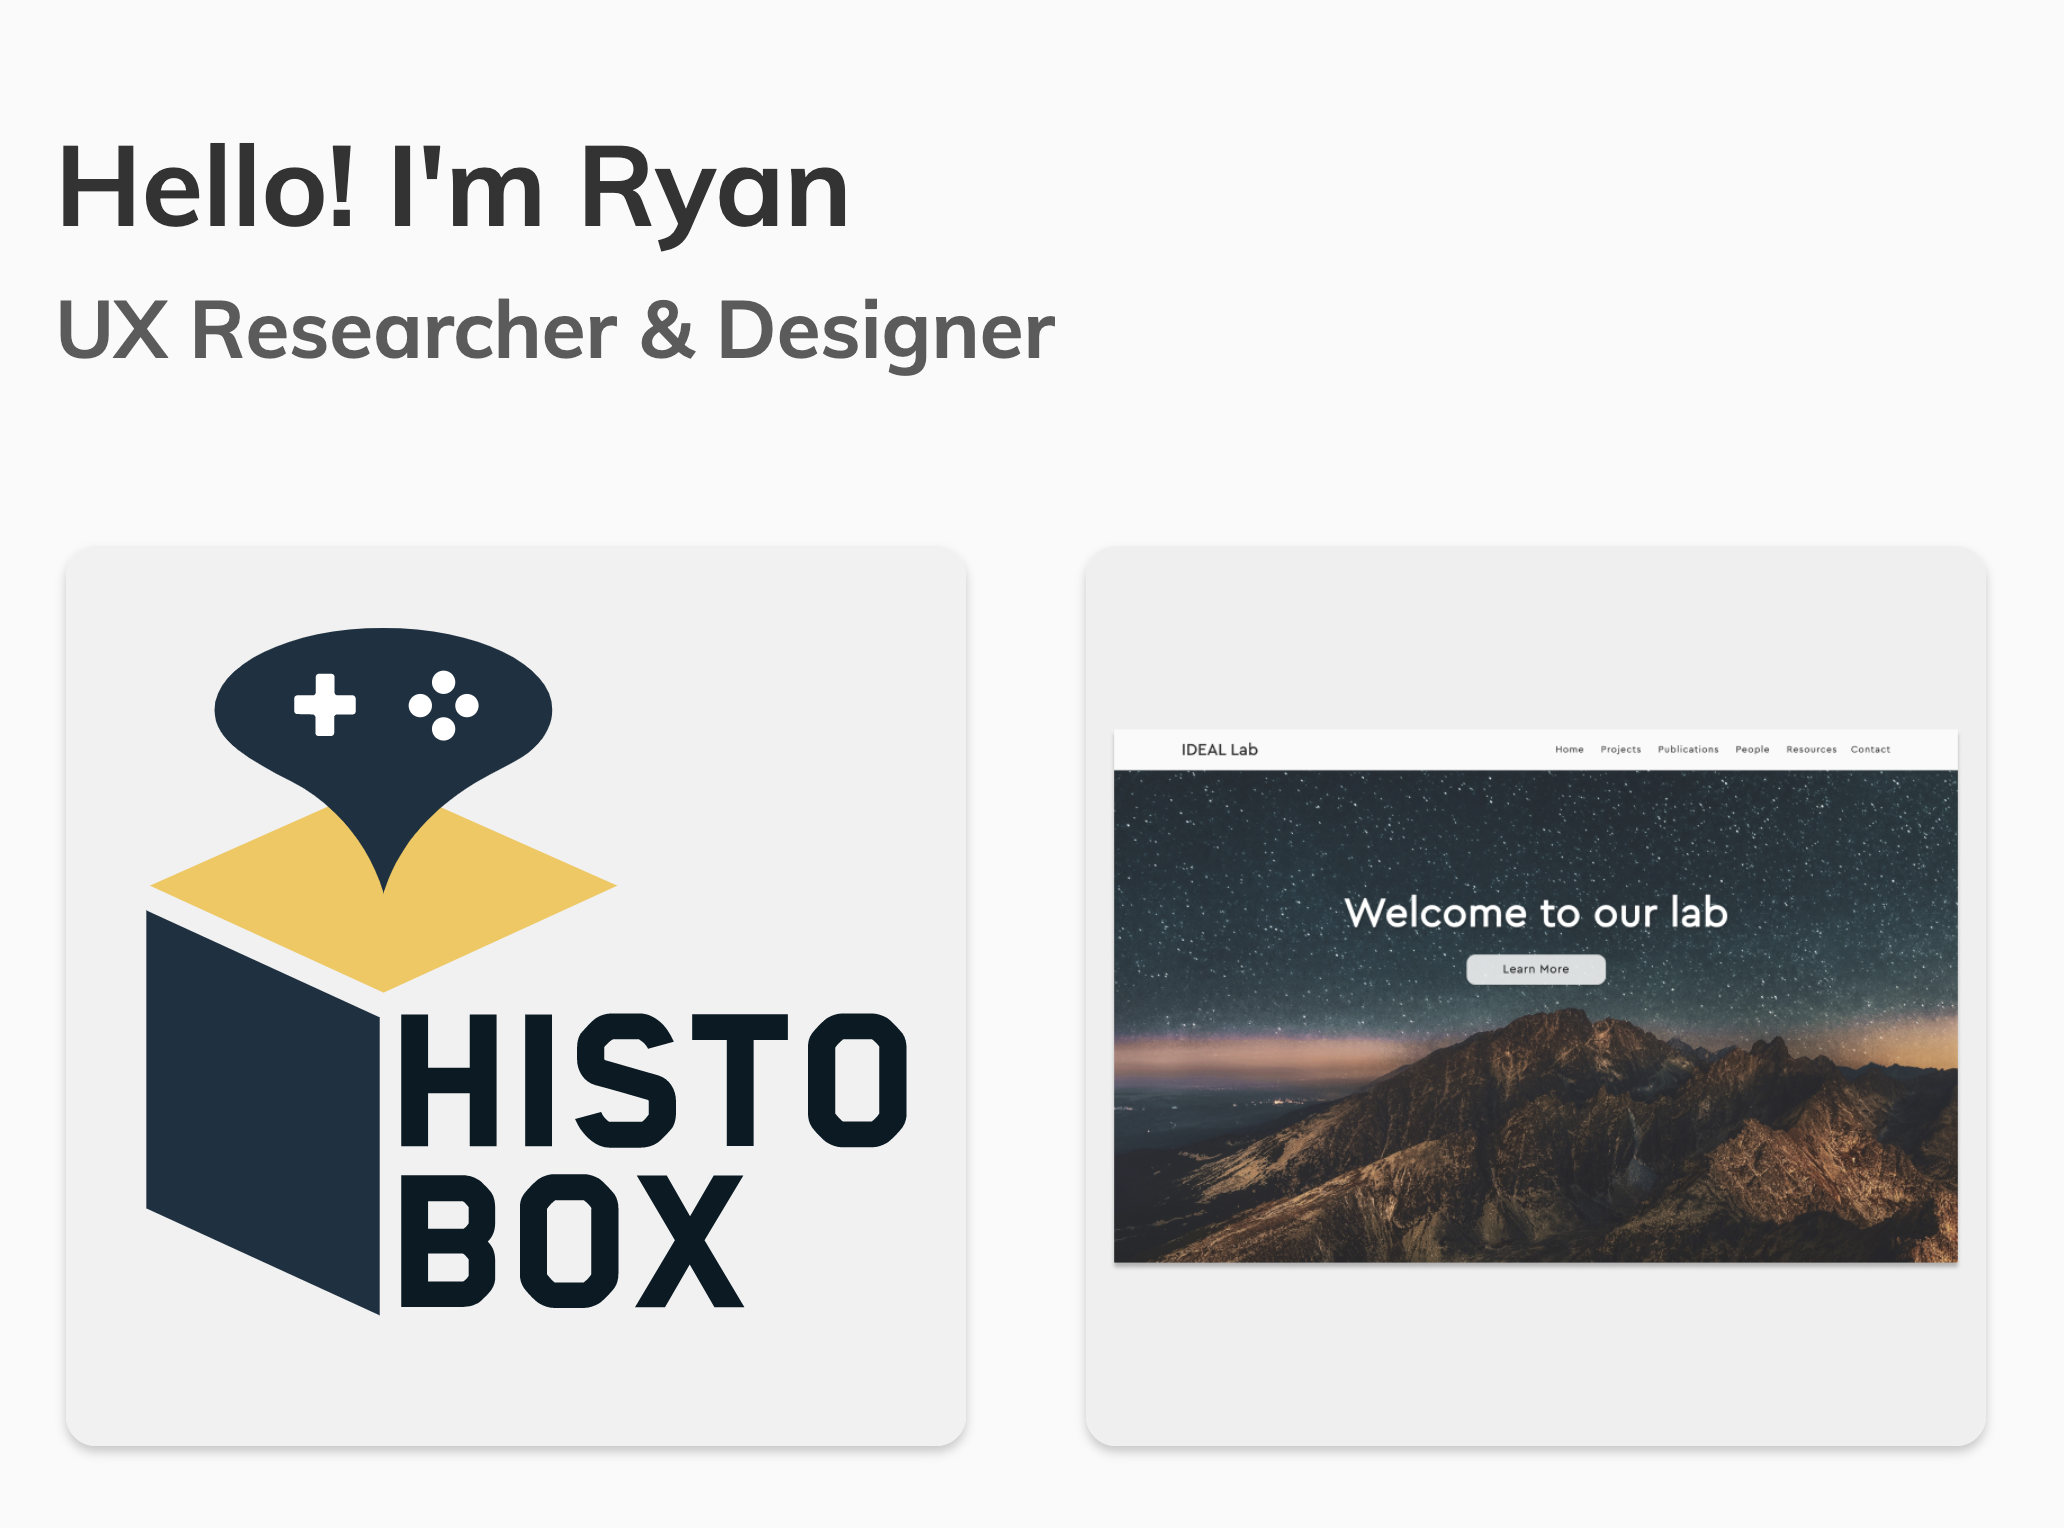 Hello! I'm Ryan
UX Researcher & Designer
HISTO
BOX
IDEAL Lab
Home Projects Publications People Resources Contact
Welcome to our lab
Learn More